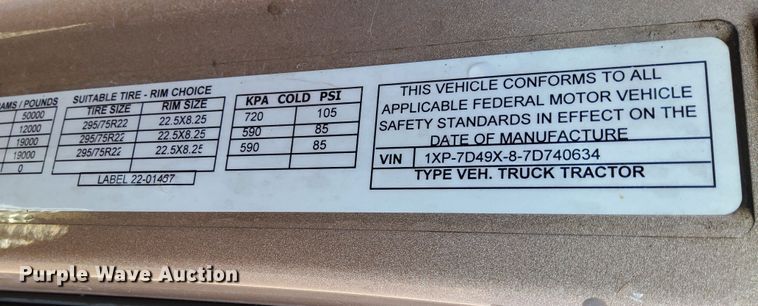 AMS / POUNDS
50000
12000
19000
19000
0
SUITABLE TIRE - RIM CHOICE
TIRE SIZE RIM SIZE
295/75R22 22.5X8.25
295/75R22 22.5X8.25
295/75R22 22.5X8.25
LABEL 22-01437
KPA COLD PSI
720 105
590 85
590 85
THIS VEHICLE CONFORMS TO ALL
APPLICABLE FEDERAL MOTOR VEHICLE
SAFETY STANDARDS IN EFFECT ON THE
DATE OF MANUFACTURE
VIN 1XP-7D49X-8-7D740634
TYPE VEH. TRUCK TRACTOR
Purple Wave Auction